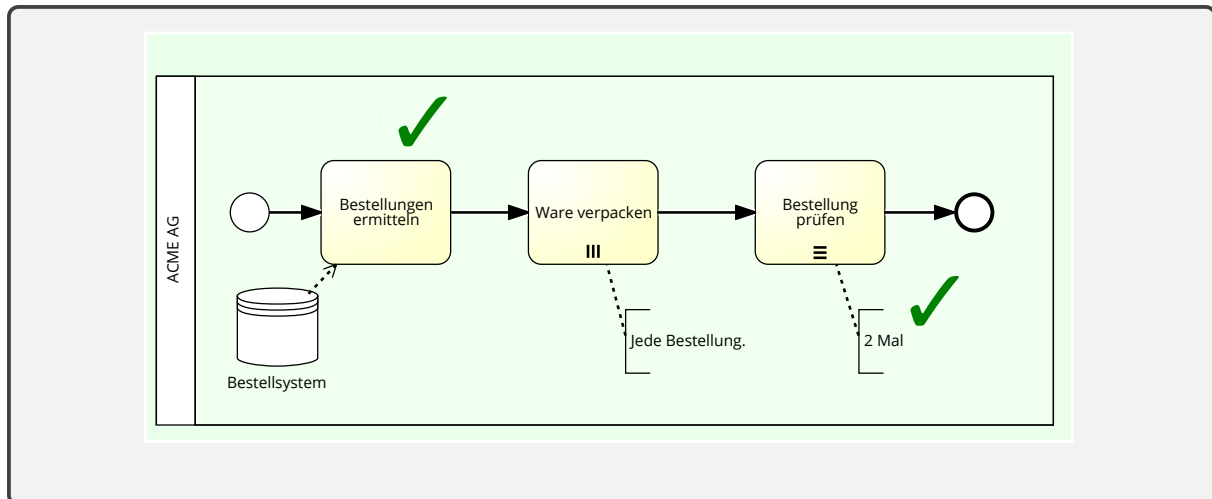 ACME AG
Bestellungen
ermitteln
Ware verpacken
Bestellung
prüfen
Jede Bestellung.
2 Mal
Bestellsystem